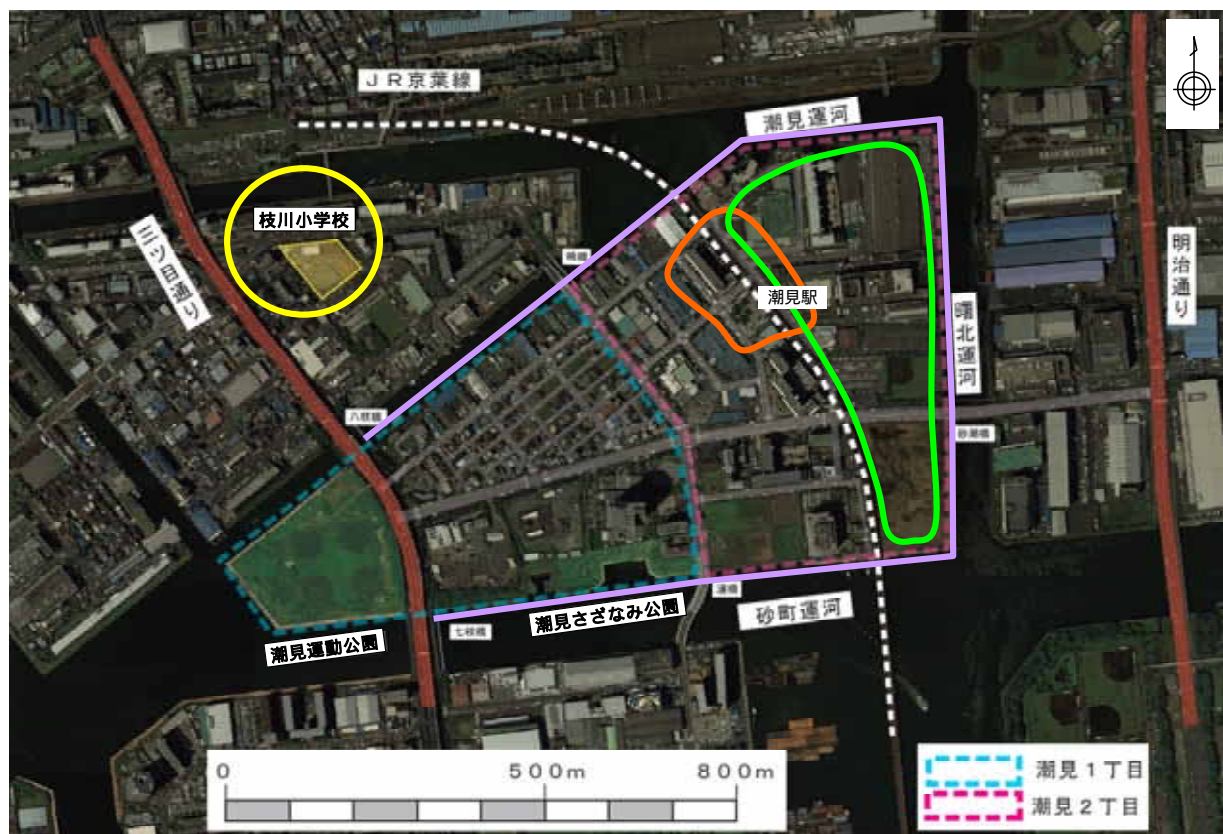 JR京葉線
潮見運河
枝川小学校
三ツ目通り
明治通り
潮見駅
曙北運河
八枝橋
砂潮橋
漣橋
砂町運河
潮見さざなみ公園
七枝橋
潮見運動公園
0 500m 800m
潮見1丁目
潮見2丁目